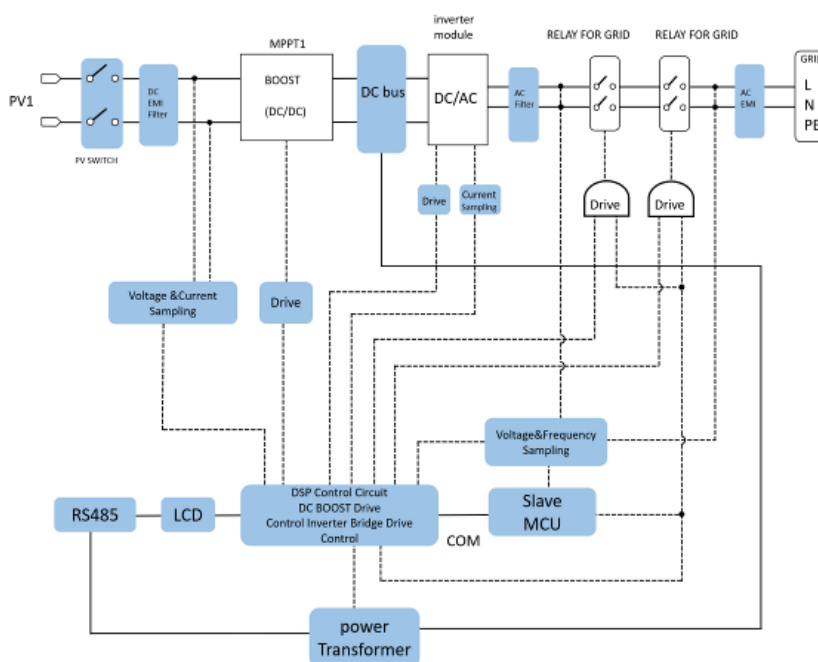 inverter
module
MPPT1
RELAY FOR GRID
RELAY FOR GRID
GRID
PV1
DC
EMI
Filter
BOOST
(DC/DC)
DC bus
DC/AC
AC
Filter
AC
EMI
L
N
PE
PV SWITCH
Drive
Current
Sampling
Drive
Drive
Voltage &Current
Sampling
Drive
Voltage&Frequency
Sampling
RS485
LCD
DSP Control Circuit
DC BOOST Drive
Control Inverter Bridge Drive
Control
COM
Slave
MCU
power
Transformer